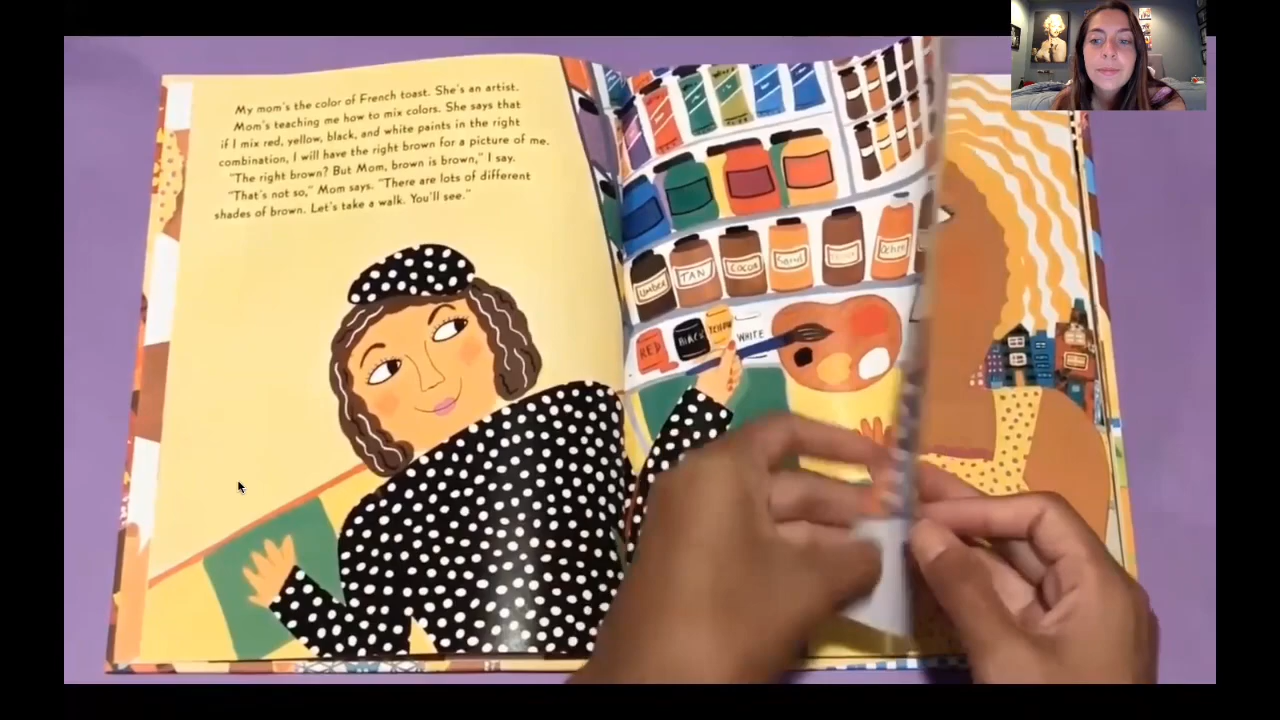 My mom's the color of French toast. She's an artist.
Mom's teaching me how to mix colors. She says that
if I mix red, yellow, black, and white paints in the right
combination, I will have the right brown for a picture of me.
"The right brown? But Mom, brown is brown," I say.
"That's not so," Mom says. "There are lots of different
shades of brown. Let's take a walk. You'll see."
UMBER
TAN
COCOA
OCHRE
RED
BLACK
YELLOW
WHITE